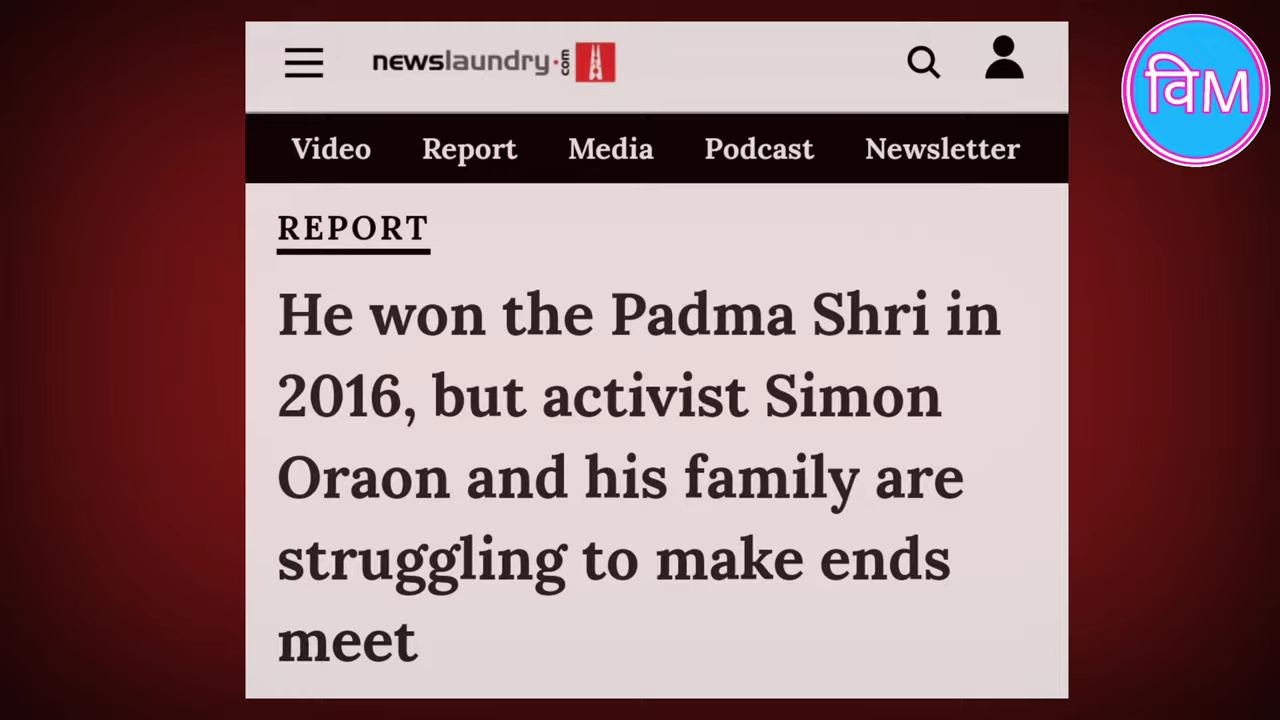 newslaundry.com
विM
Video Report Media Podcast Newsletter
REPORT
He won the Padma Shri in
2016, but activist Simon
Oraon and his family are
struggling to make ends
meet